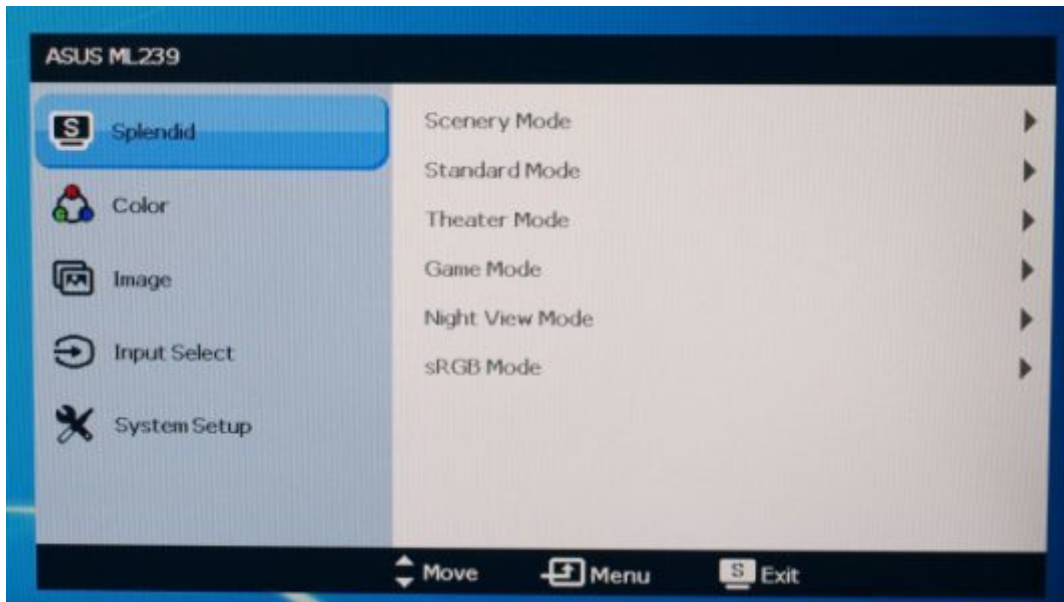 ASUS ML239
S
Splendid
Color
Image
Input Select
System Setup
Scenery Mode
Standard Mode
Theater Mode
Game Mode
Night View Mode
sRGB Mode
Move
Menu
S
Exit